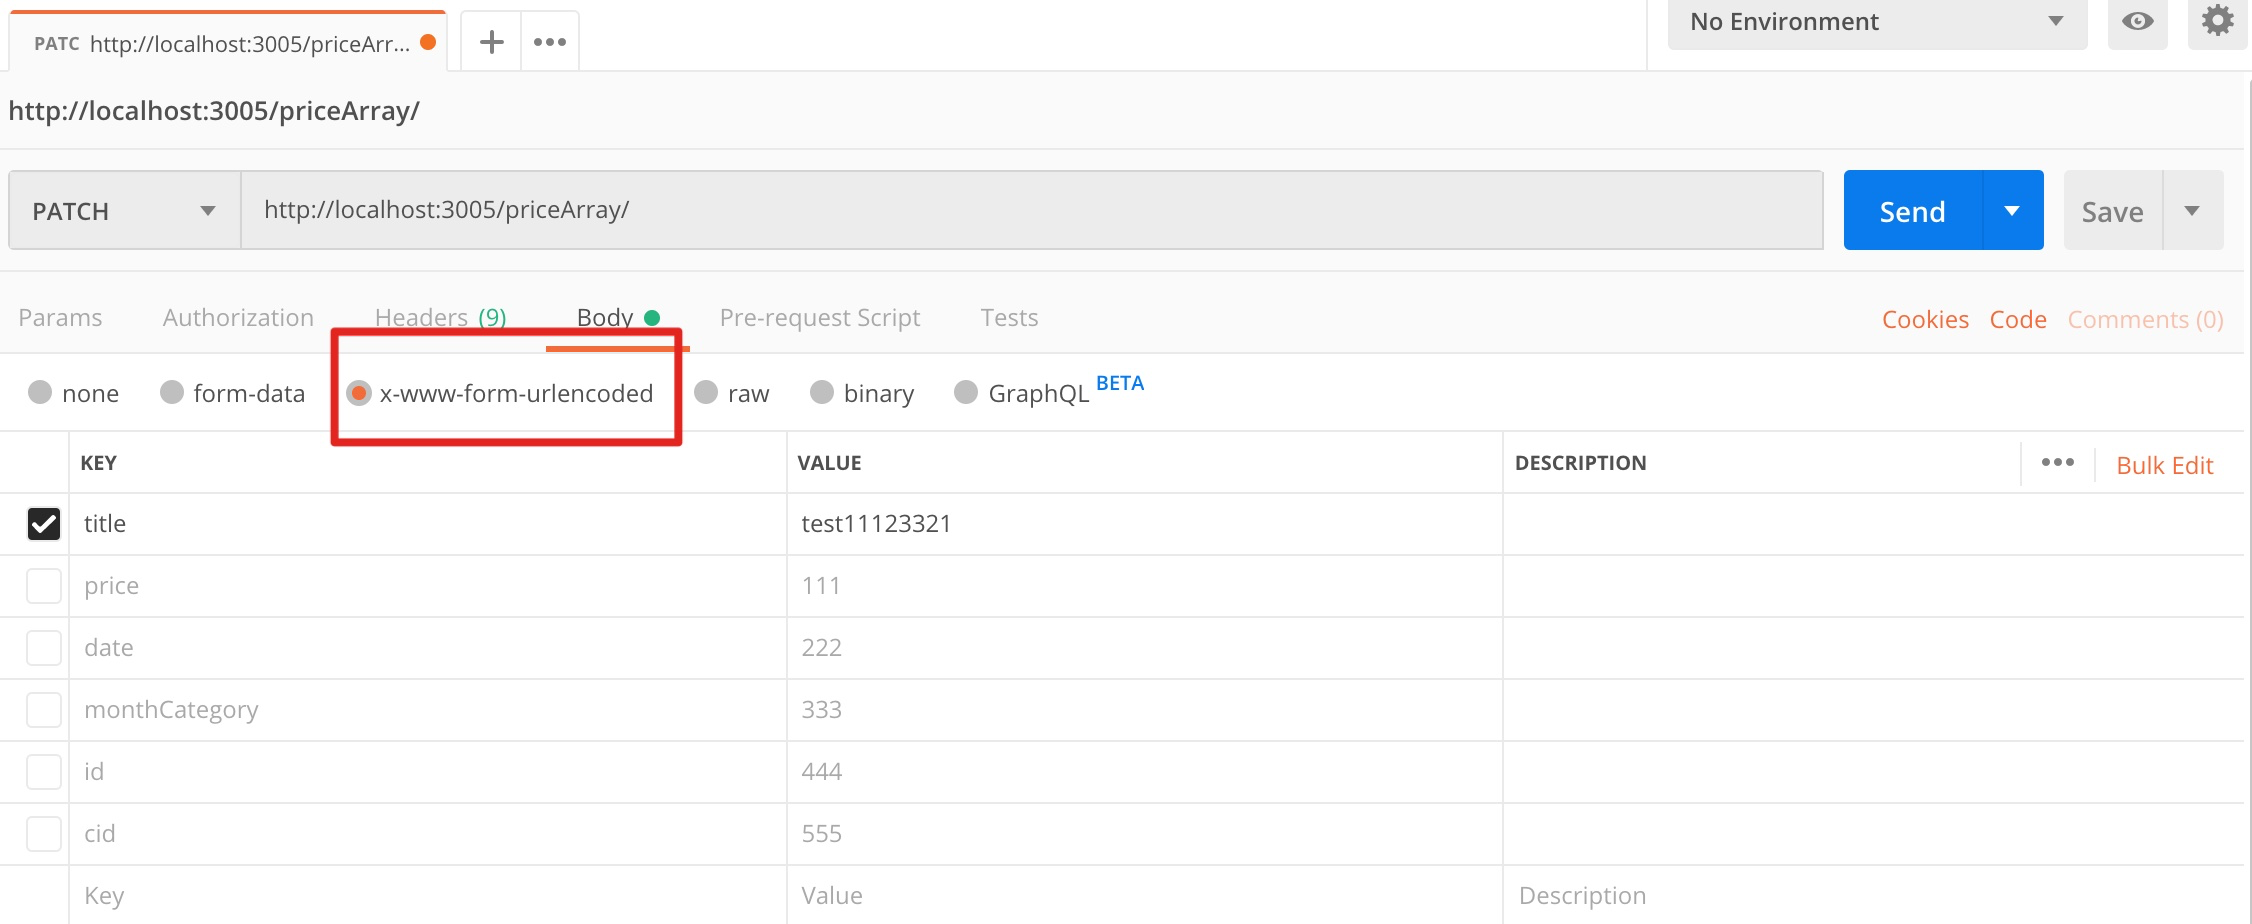 PATC http://localhost:3005/priceArr...
No Environment
http://localhost:3005/priceArray/
PATCH http://localhost:3005/priceArray/ Send Save
Params Authorization Headers (9) Body Pre-request Script Tests Cookies Code Comments (0)
none form-data x-www-form-urlencoded raw binary GraphQL BETA
KEY VALUE DESCRIPTION ••• Bulk Edit
title test11123321
price 111
date 222
monthCategory 333
id 444
cid 555
Key Value Description